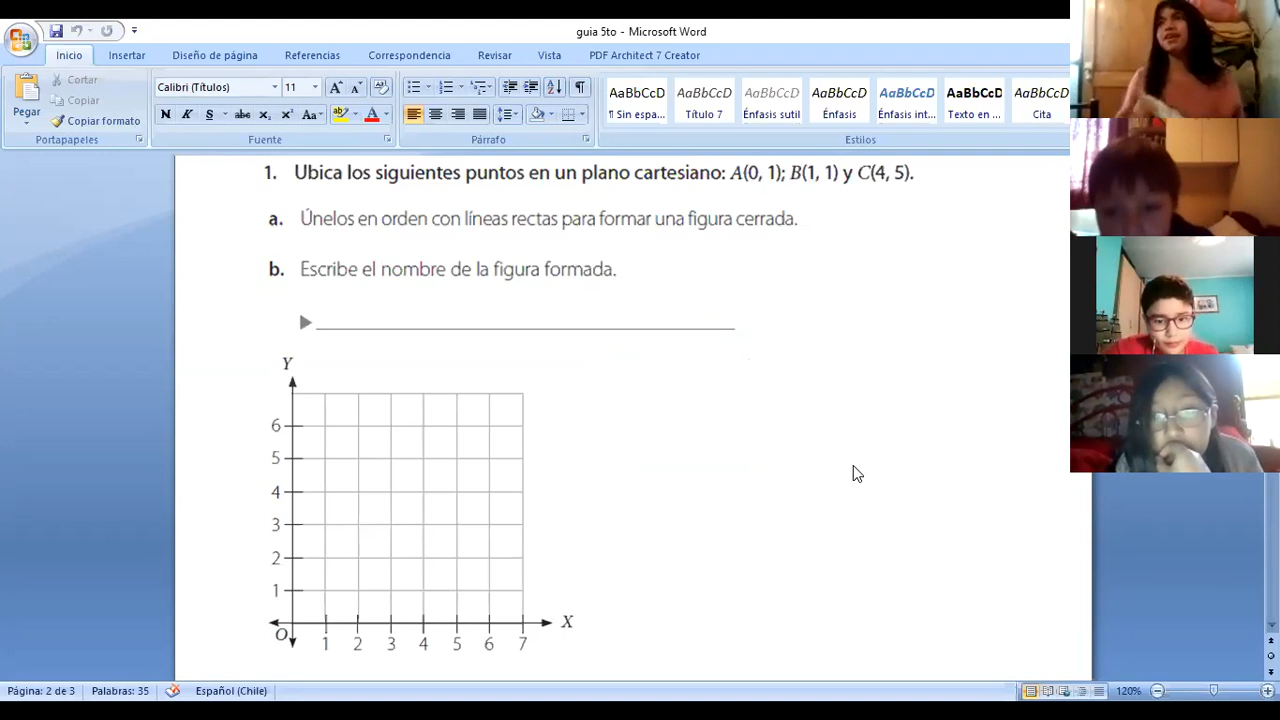 guia 5to - Microsoft Word
Inicio Insertar Diseño de página Referencias Correspondencia Revisar Vista PDF Architect 7 Creator
Pegar
Cortar
Copiar
Copiar formato
Portapapeles
Calibri (Títulos) 11
N K S abc x₂ x² Aa
Fuente
Párrafo
AaBbCcD AaBbCcD AaBbCcD AaBbCcD AaBbCcD AaBbCcD AaBbCcD
¶ Sin espa... Título 7 Énfasis sutil Énfasis Énfasis int... Texto en ... Cita
Estilos
1. Ubica los siguientes puntos en un plano cartesiano: A(0, 1); B(1, 1) y C(4, 5).
a. Únelos en orden con líneas rectas para formar una figura cerrada.
b. Escribe el nombre de la figura formada.
Y
6
5
4
3
2
1
O
1 2 3 4 5 6 7
X
Página: 2 de 3 Palabras: 35 Español (Chile) 120%